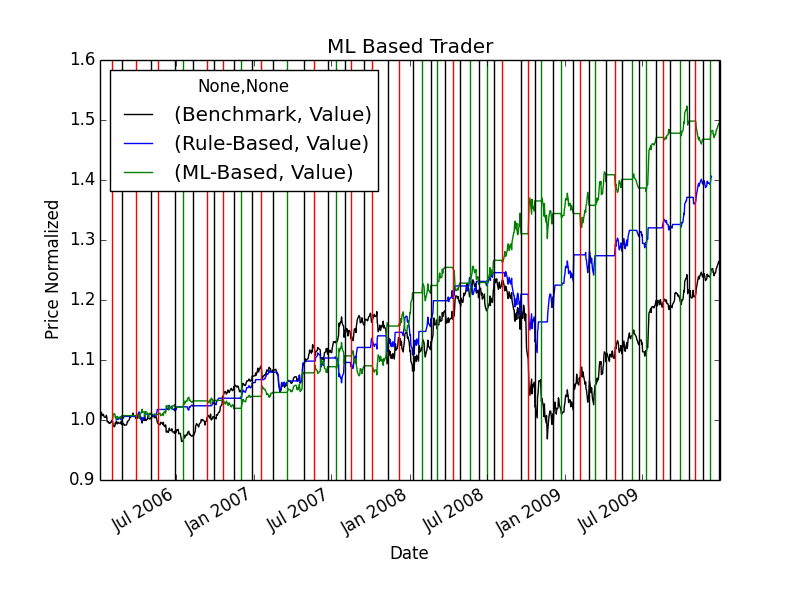 ML Based Trader
None,None
(Benchmark, Value)
(Rule-Based, Value)
(ML-Based, Value)
Price Normalized
1.6
1.5
1.4
1.3
1.2
1.1
1.0
0.9
Jul 2006
Jan 2007
Jul 2007
Jan 2008
Jul 2008
Jan 2009
Jul 2009
Date